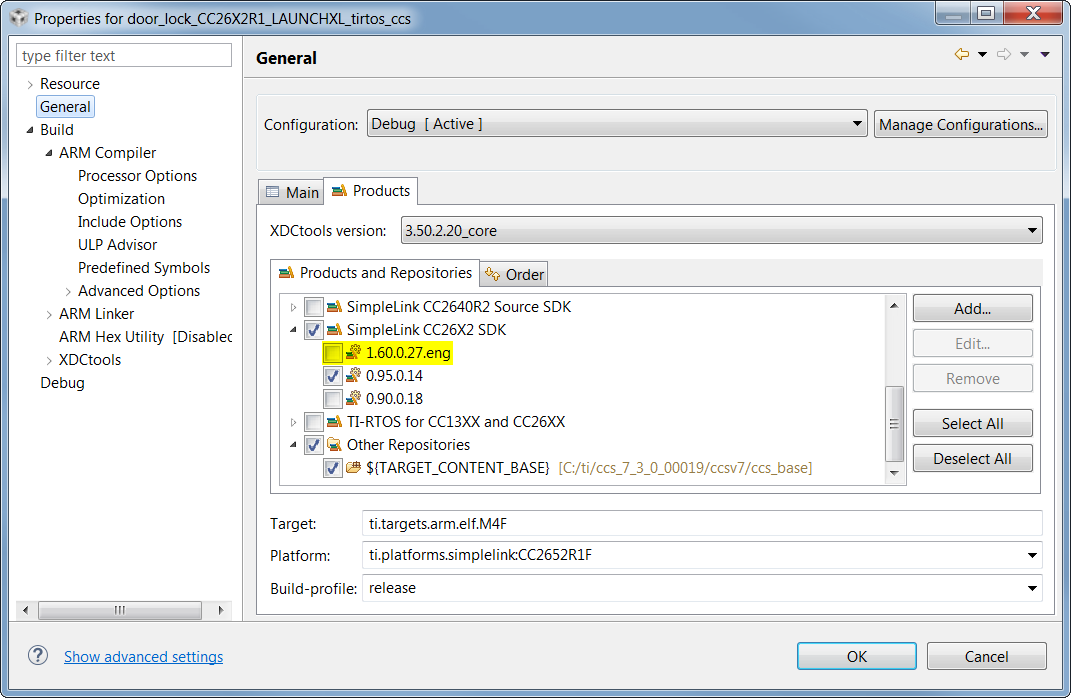 Properties for door_lock_CC26X2R1_LAUNCHXL_tirtos_ccs
type filter text
Resource
General
Build
ARM Compiler
Processor Options
Optimization
Include Options
ULP Advisor
Predefined Symbols
Advanced Options
ARM Linker
ARM Hex Utility [Disabled
XDCtools
Debug
General
Configuration: Debug [ Active ] Manage Configurations...
Main Products
XDCtools version: 3.50.2.20_core
Products and Repositories Order
SimpleLink CC2640R2 Source SDK
SimpleLink CC26X2 SDK
1.60.0.27.eng
0.95.0.14
0.90.0.18
TI-RTOS for CC13XX and CC26XX
Other Repositories
${TARGET_CONTENT_BASE} [C:/ti/ccs_7_3_0_00019/ccsv7/ccs_base]
Add...
Edit...
Remove
Select All
Deselect All
Target: ti.targets.arm.elf.M4F
Platform: ti.platforms.simplelink:CC2652R1F
Build-profile: release
? Show advanced settings
OK Cancel